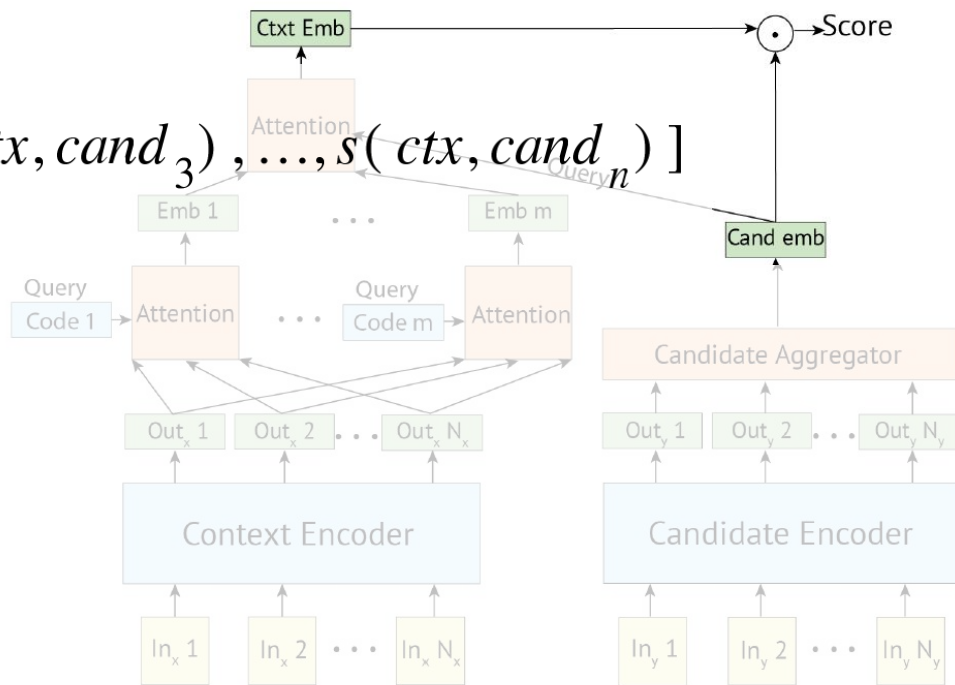 Ctxt Emb
Score
Attention
x, cand_3) , ..., s( ctx, cand_n) ]
Query
Emb 1 ... Emb m
Cand emb
Query
Code 1
Attention
...
Query
Code m
Attention
Candidate Aggregator
Out_x 1 Out_x 2 ... Out_x N_x
Out_y 1 Out_y 2 ... Out_y N_y
Context Encoder
Candidate Encoder
In_x 1 In_x 2 ... In_x N_x
In_y 1 In_y 2 ... In_y N_y